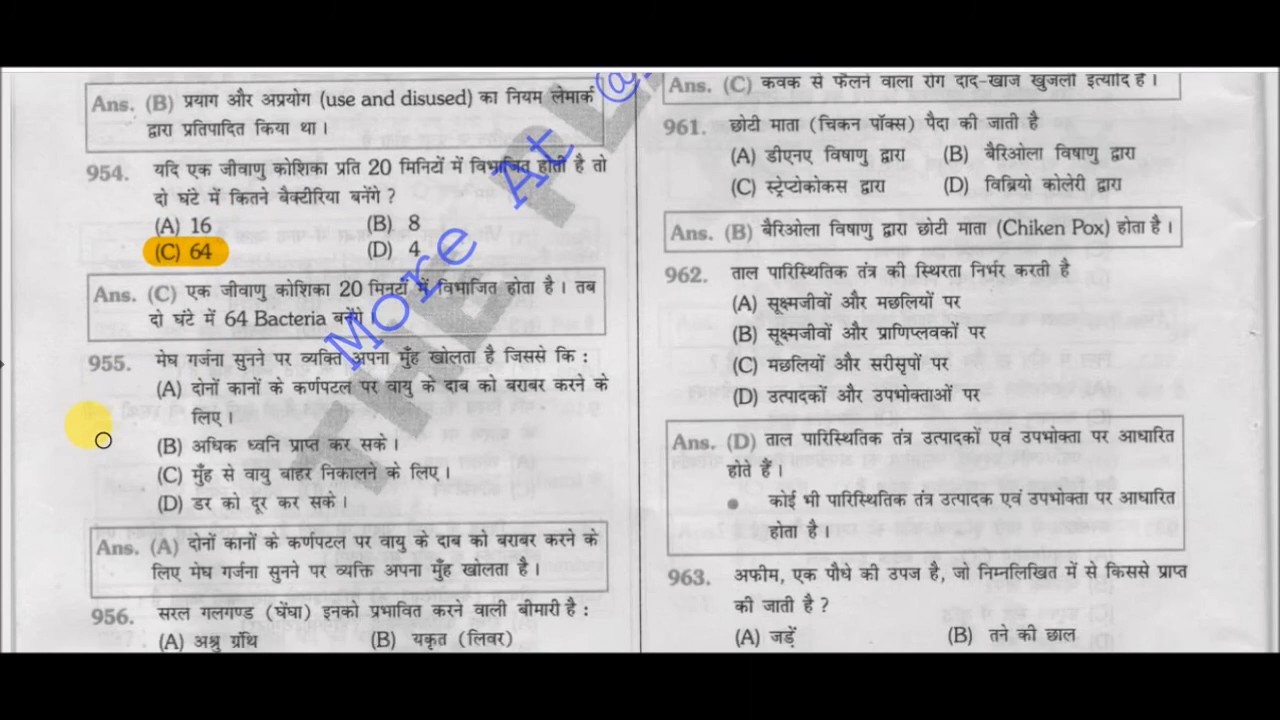 Ans. (B) प्रयाग और अप्रयोग (use and disused) का नियम लेमार्क
द्वारा प्रतिपादित किया था।
954. यदि एक जीवाणु कोशिका प्रति 20 मिनिटों में विभाजित होती है तो
दो घंटे में कितने बैक्टीरिया बनेंगे ?
(A) 16 (B) 8
(C) 64 (D) 4
Ans. (C) एक जीवाणु कोशिका 20 मिनटों में विभाजित होता है। तब
दो घंटे में 64 Bacteria बनेंगे।
955. मेघ गर्जना सुनने पर व्यक्ति अपना मुँह खोलता है जिससे कि :
(A) दोनों कानों के कर्णपटल पर वायु के दाब को बराबर करने के
लिए।
(B) अधिक ध्वनि प्राप्त कर सके।
(C) मुँह से वायु बाहर निकालने के लिए।
(D) डर को दूर कर सके।
Ans. (A) दोनों कानों के कर्णपटल पर वायु के दाब को बराबर करने के
लिए मेघ गर्जना सुनने पर व्यक्ति अपना मुँह खोलता है।
956. सरल गलगण्ड (घेंघा) इनको प्रभावित करने वाली बीमारी है :
(A) अश्रु ग्रंथि (B) यकृत (लिवर)
Ans. (C) कवक से फैलने वाला रोग दाद-खाज खुजली इत्यादि है।
961. छोटी माता (चिकन पॉक्स) पैदा की जाती है
(A) डीएनए विषाणु द्वारा (B) बैरिओला विषाणु द्वारा
(C) स्ट्रेप्टोकोकस द्वारा (D) विब्रियो कोलेरी द्वारा
Ans. (B) बैरिओला विषाणु द्वारा छोटी माता (Chiken Pox) होता है।
962. ताल पारिस्थितिक तंत्र की स्थिरता निर्भर करती है
(A) सूक्ष्मजीवों और मछलियों पर
(B) सूक्ष्मजीवों और प्राणिप्लवकों पर
(C) मछलियों और सरीसृपों पर
(D) उत्पादकों और उपभोक्ताओं पर
Ans. (D) ताल पारिस्थितिक तंत्र उत्पादकों एवं उपभोक्ता पर आधारित
होते हैं।
● कोई भी पारिस्थितिक तंत्र उत्पादक एवं उपभोक्ता पर आधारित
होता है।
963. अफीम, एक पौधे की उपज है, जो निम्नलिखित में से किससे प्राप्त
की जाती है ?
(A) जड़ें (B) तने की छाल
More At @